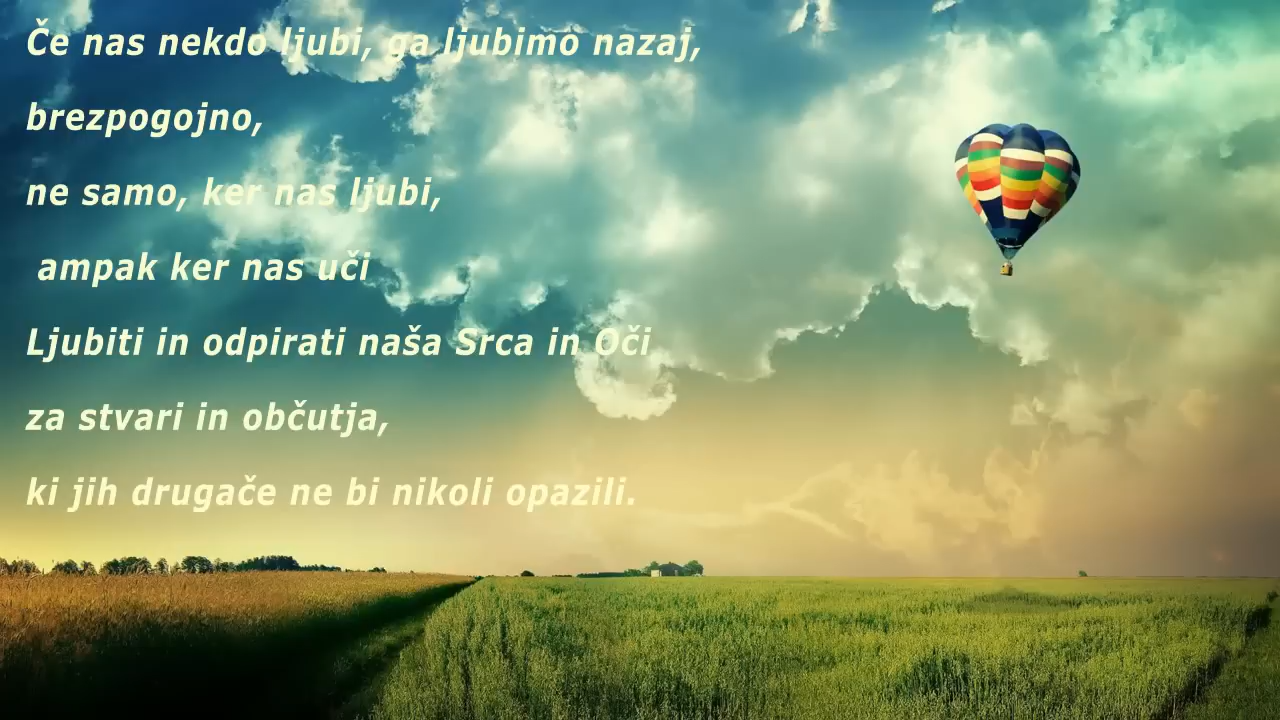 Če nas nekdo ljubi, ga ljubimo nazaj,
brezpogojno,
ne samo, ker nas ljubi,
ampak ker nas uči
Ljubiti in odpirati naša Srca in Oči
za stvari in občutja,
ki jih drugače ne bi nikoli opazili.